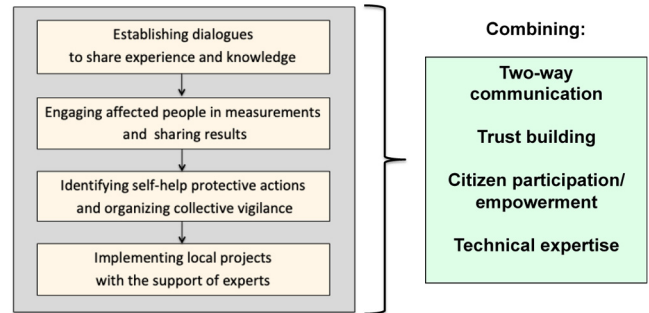 Establishing dialogues
to share experience and knowledge
Engaging affected people in measurements
and sharing results
Identifying self-help protective actions
and organizing collective vigilance
Implementing local projects
with the support of experts
Combining:
Two-way
communication
Trust building
Citizen participation/
empowerment
Technical expertise